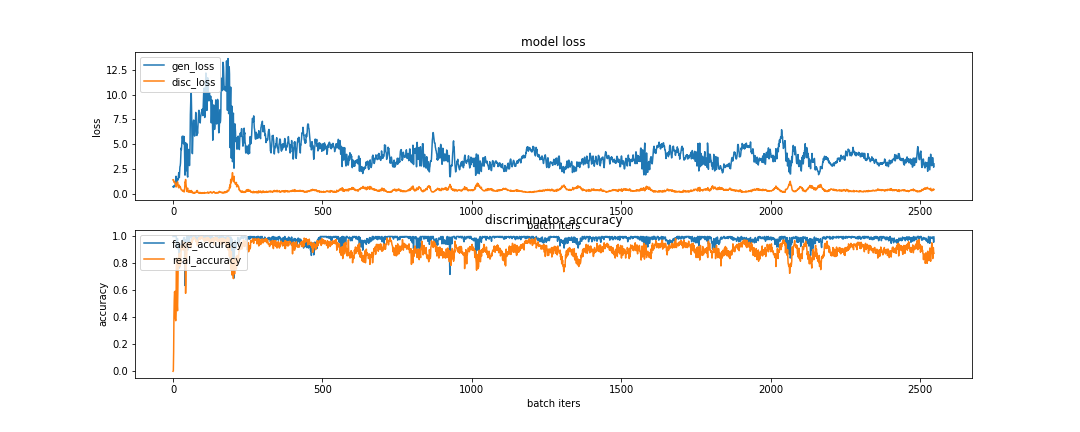 model loss
12.5
10.0
7.5
5.0
2.5
0.0
loss
gen_loss
disc_loss
0 500 1000 1500 2000 2500
batch iters
discriminator accuracy
1.0
0.8
0.6
0.4
0.2
0.0
accuracy
fake_accuracy
real_accuracy
0 500 1000 1500 2000 2500
batch iters